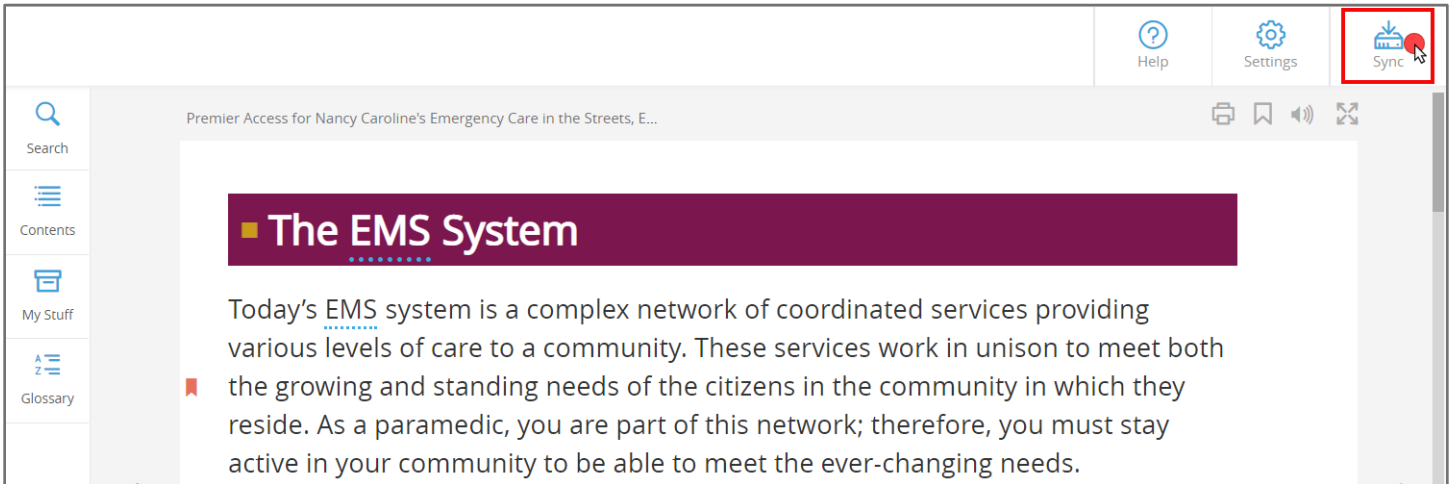 Help
Settings
Sync
Search
Contents
My Stuff
A
Z
Glossary
Premier Access for Nancy Caroline's Emergency Care in the Streets, E...
The EMS System
Today’s EMS system is a complex network of coordinated services providing
various levels of care to a community. These services work in unison to meet both
the growing and standing needs of the citizens in the community in which they
reside. As a paramedic, you are part of this network; therefore, you must stay
active in your community to be able to meet the ever-changing needs.